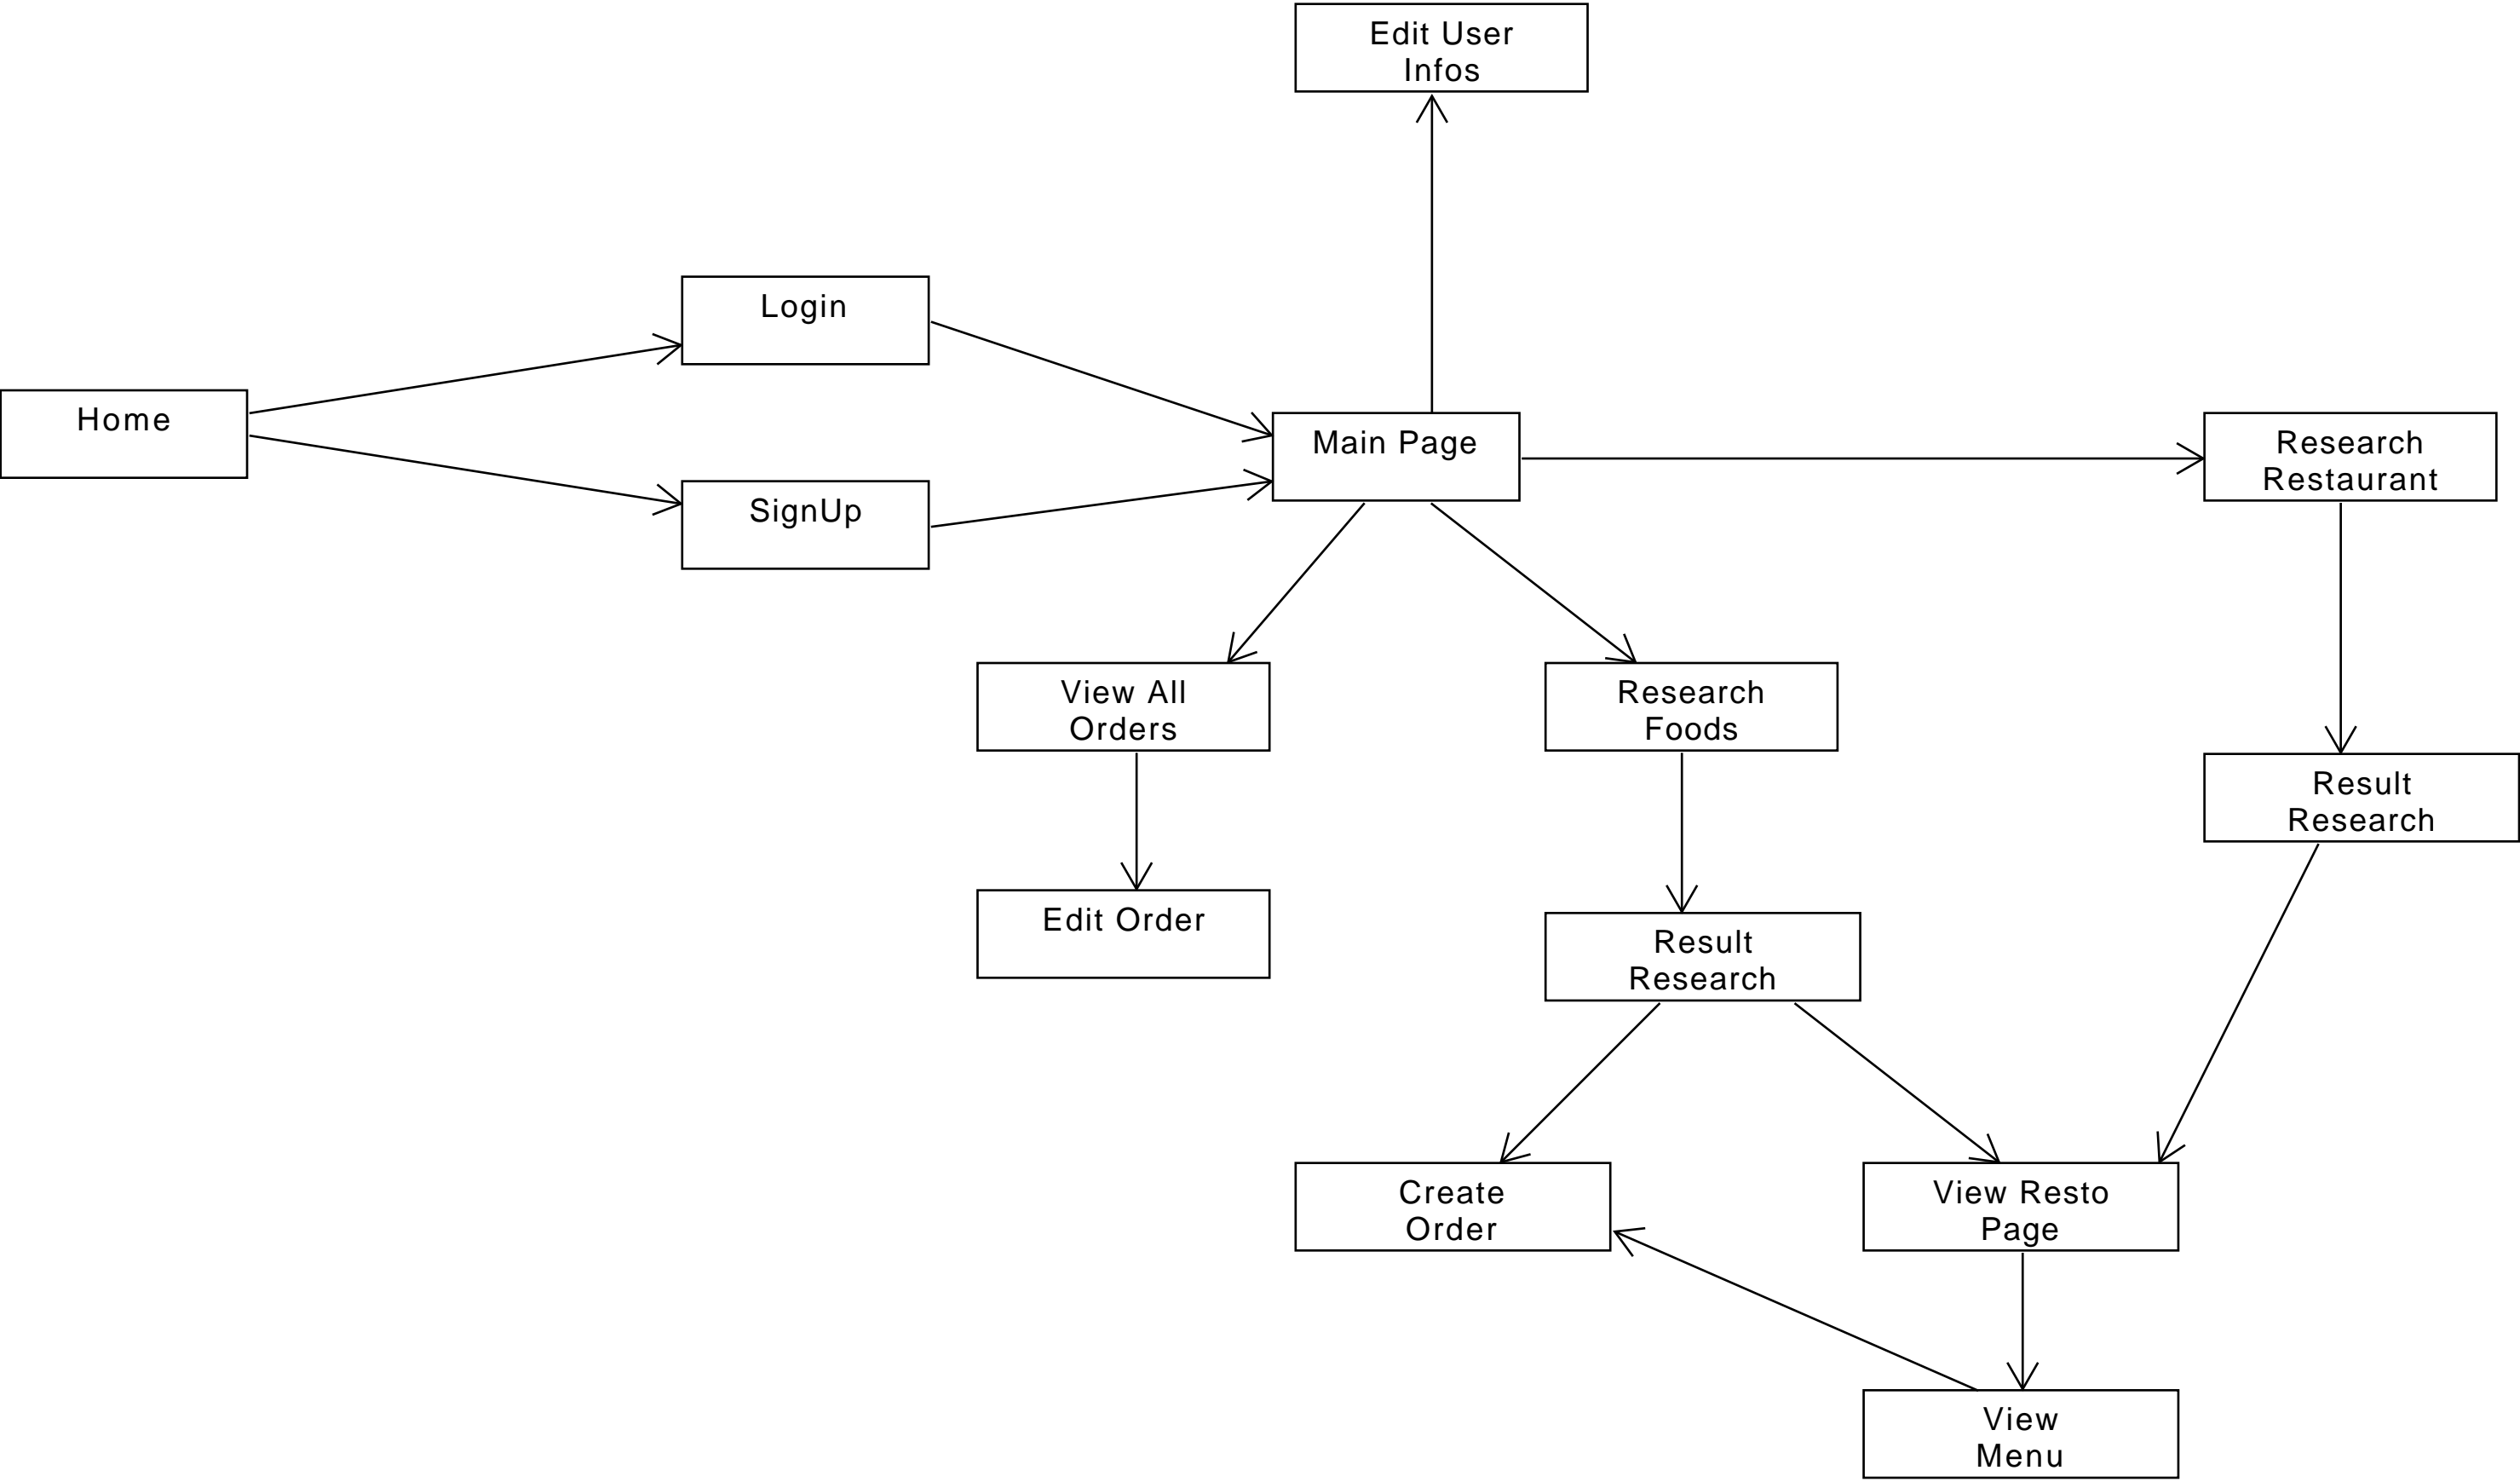 Edit User
Infos
Login
Home
Main Page
Research
Restaurant
SignUp
View All
Orders
Research
Foods
Result
Research
Edit Order
Result
Research
Create
Order
View Resto
Page
View
Menu